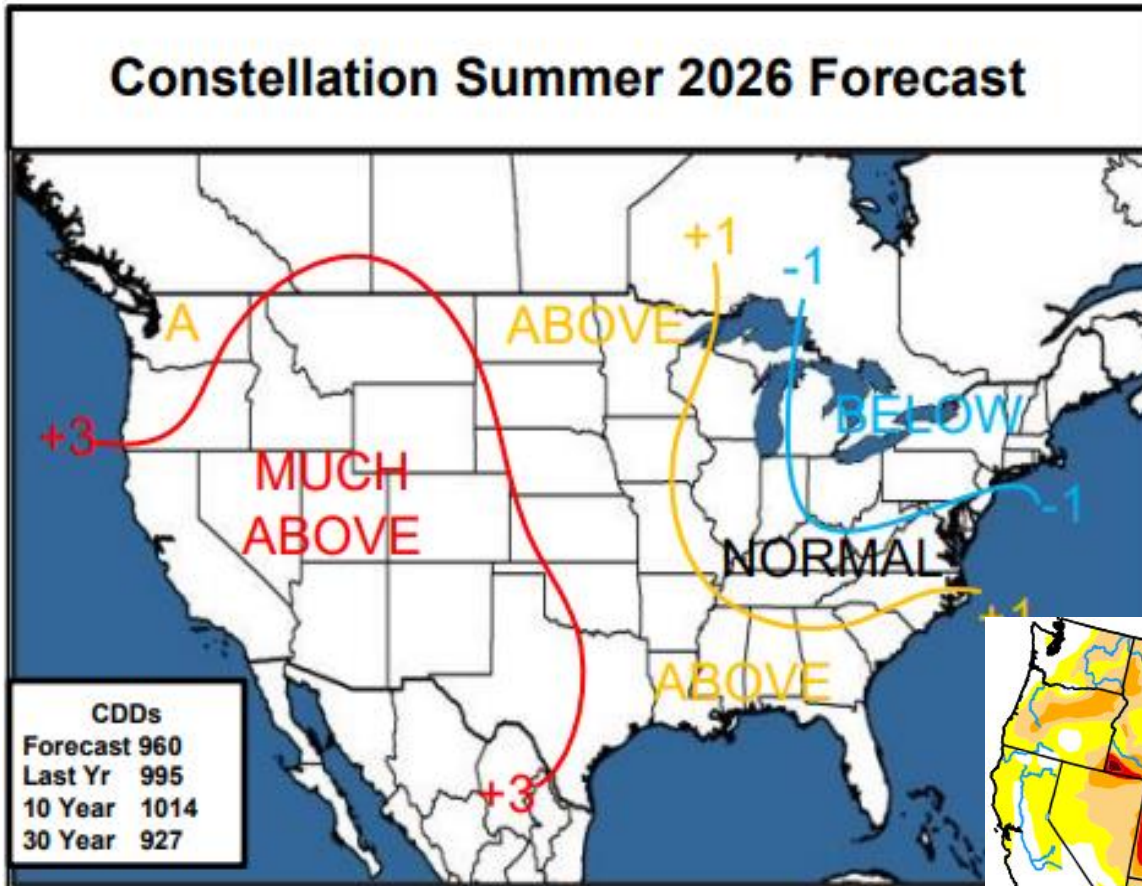 Constellation Summer 2026 Forecast
+1
-1
A
ABOVE
BELOW
+3
MUCH
ABOVE
-1
NORMAL
+1
ABOVE
+3
CDDs
Forecast 960
Last Yr 995
10 Year 1014
30 Year 927